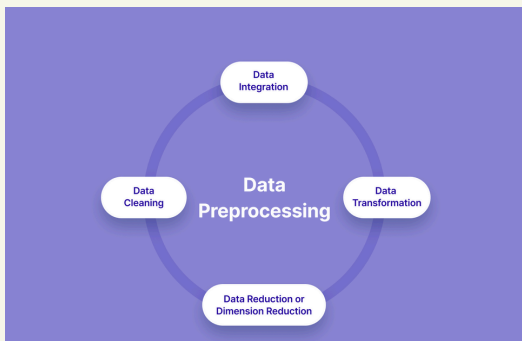 Data
Integration
Data
Cleaning
Data
Preprocessing
Data
Transformation
Data Reduction or
Dimension Reduction